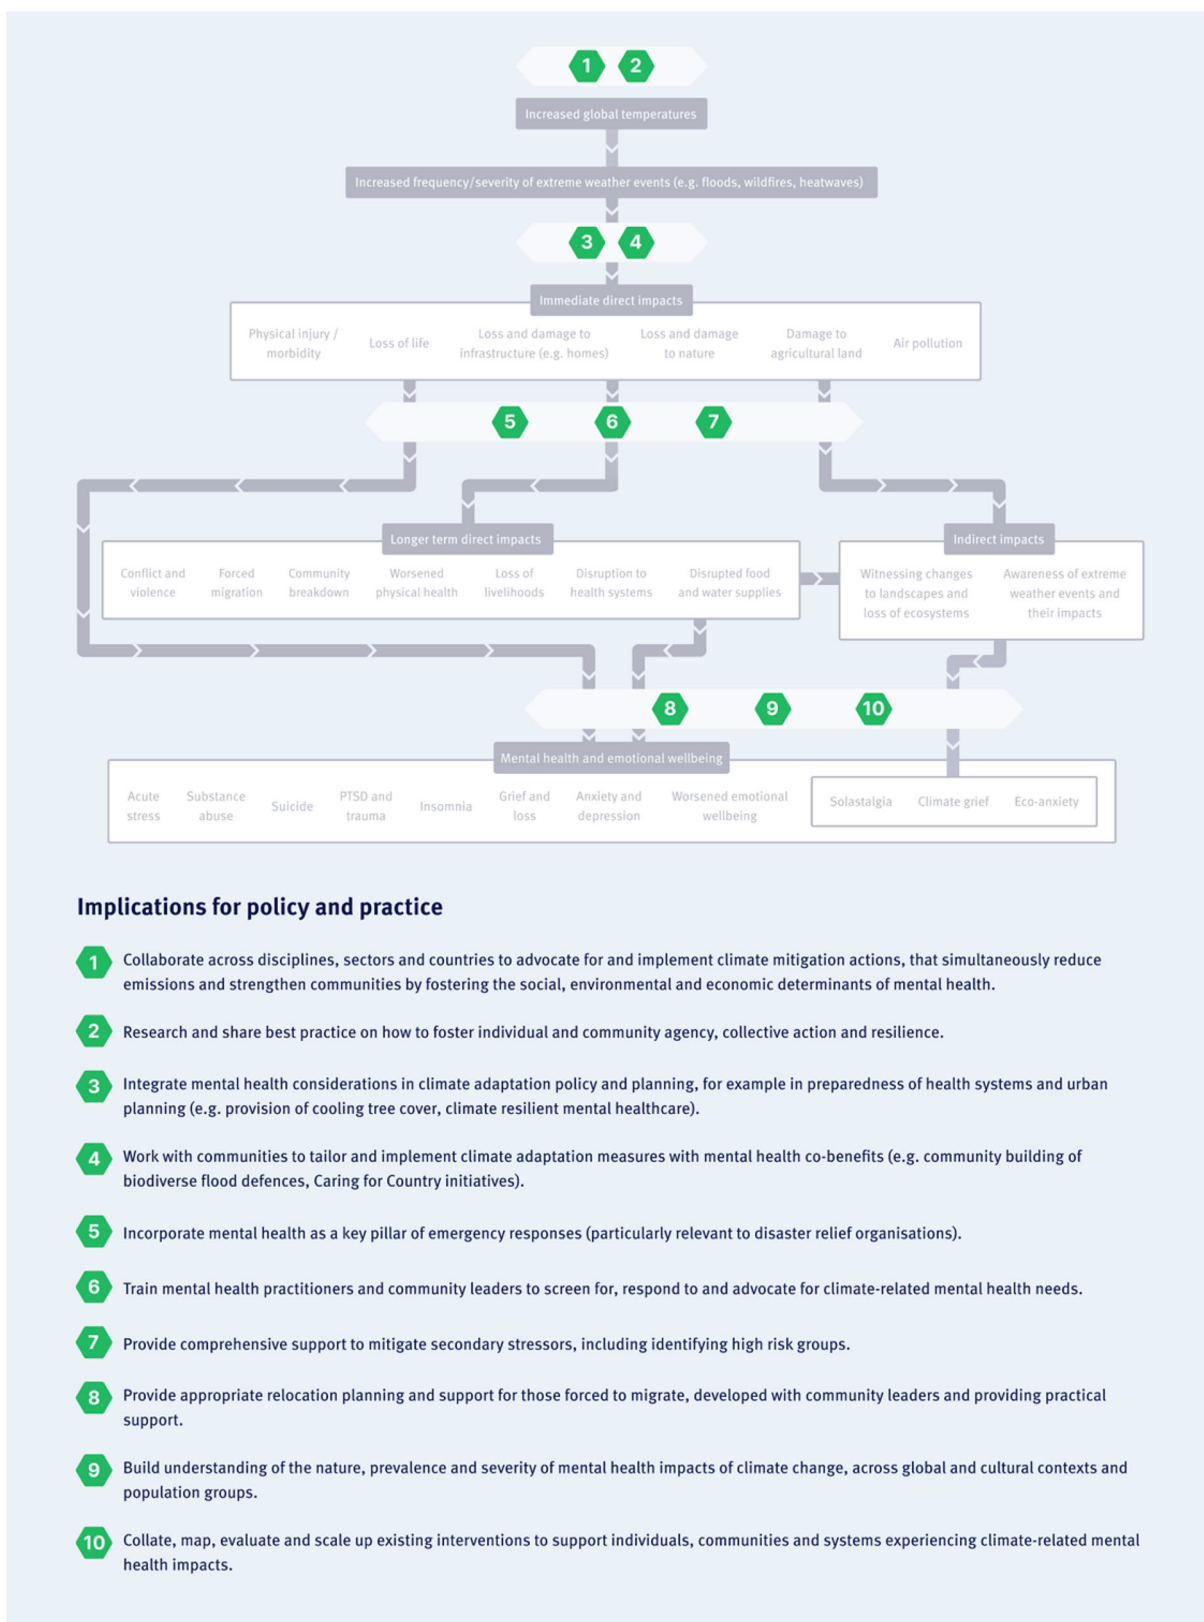 1 2
Increased global temperatures
Increased frequency/severity of extreme weather events (e.g. floods, wildfires, heatwaves)
3 4
Immediate direct impacts
Physical injury /
morbidity
Loss of life
Loss and damage to
infrastructure (e.g. homes)
Loss and damage
to nature
Damage to
agricultural land
Air pollution
5 6 7
Longer term direct impacts
Conflict and
violence
Forced
migration
Community
breakdown
Worsened
physical health
Loss of
livelihoods
Disruption to
health systems
Disrupted food
and water supplies
Indirect impacts
Witnessing changes
to landscapes and
loss of ecosystems
Awareness of extreme
weather events and
their impacts
8 9 10
Mental health and emotional wellbeing
Acute
stress
Substance
abuse
Suicide
PTSD and
trauma
Insomnia
Grief and
loss
Anxiety and
depression
Worsened emotional
wellbeing
Solastalgia
Climate grief
Eco-anxiety
Implications for policy and practice
1 Collaborate across disciplines, sectors and countries to advocate for and implement climate mitigation actions, that simultaneously reduce
emissions and strengthen communities by fostering the social, environmental and economic determinants of mental health.
2 Research and share best practice on how to foster individual and community agency, collective action and resilience.
3 Integrate mental health considerations in climate adaptation policy and planning, for example in preparedness of health systems and urban
planning (e.g. provision of cooling tree cover, climate resilient mental healthcare).
4 Work with communities to tailor and implement climate adaptation measures with mental health co-benefits (e.g. community building of
biodiverse flood defences, Caring for Country initiatives).
5 Incorporate mental health as a key pillar of emergency responses (particularly relevant to disaster relief organisations).
6 Train mental health practitioners and community leaders to screen for, respond to and advocate for climate-related mental health needs.
7 Provide comprehensive support to mitigate secondary stressors, including identifying high risk groups.
8 Provide appropriate relocation planning and support for those forced to migrate, developed with community leaders and providing practical
support.
9 Build understanding of the nature, prevalence and severity of mental health impacts of climate change, across global and cultural contexts and
population groups.
10 Collate, map, evaluate and scale up existing interventions to support individuals, communities and systems experiencing climate-related mental
health impacts.